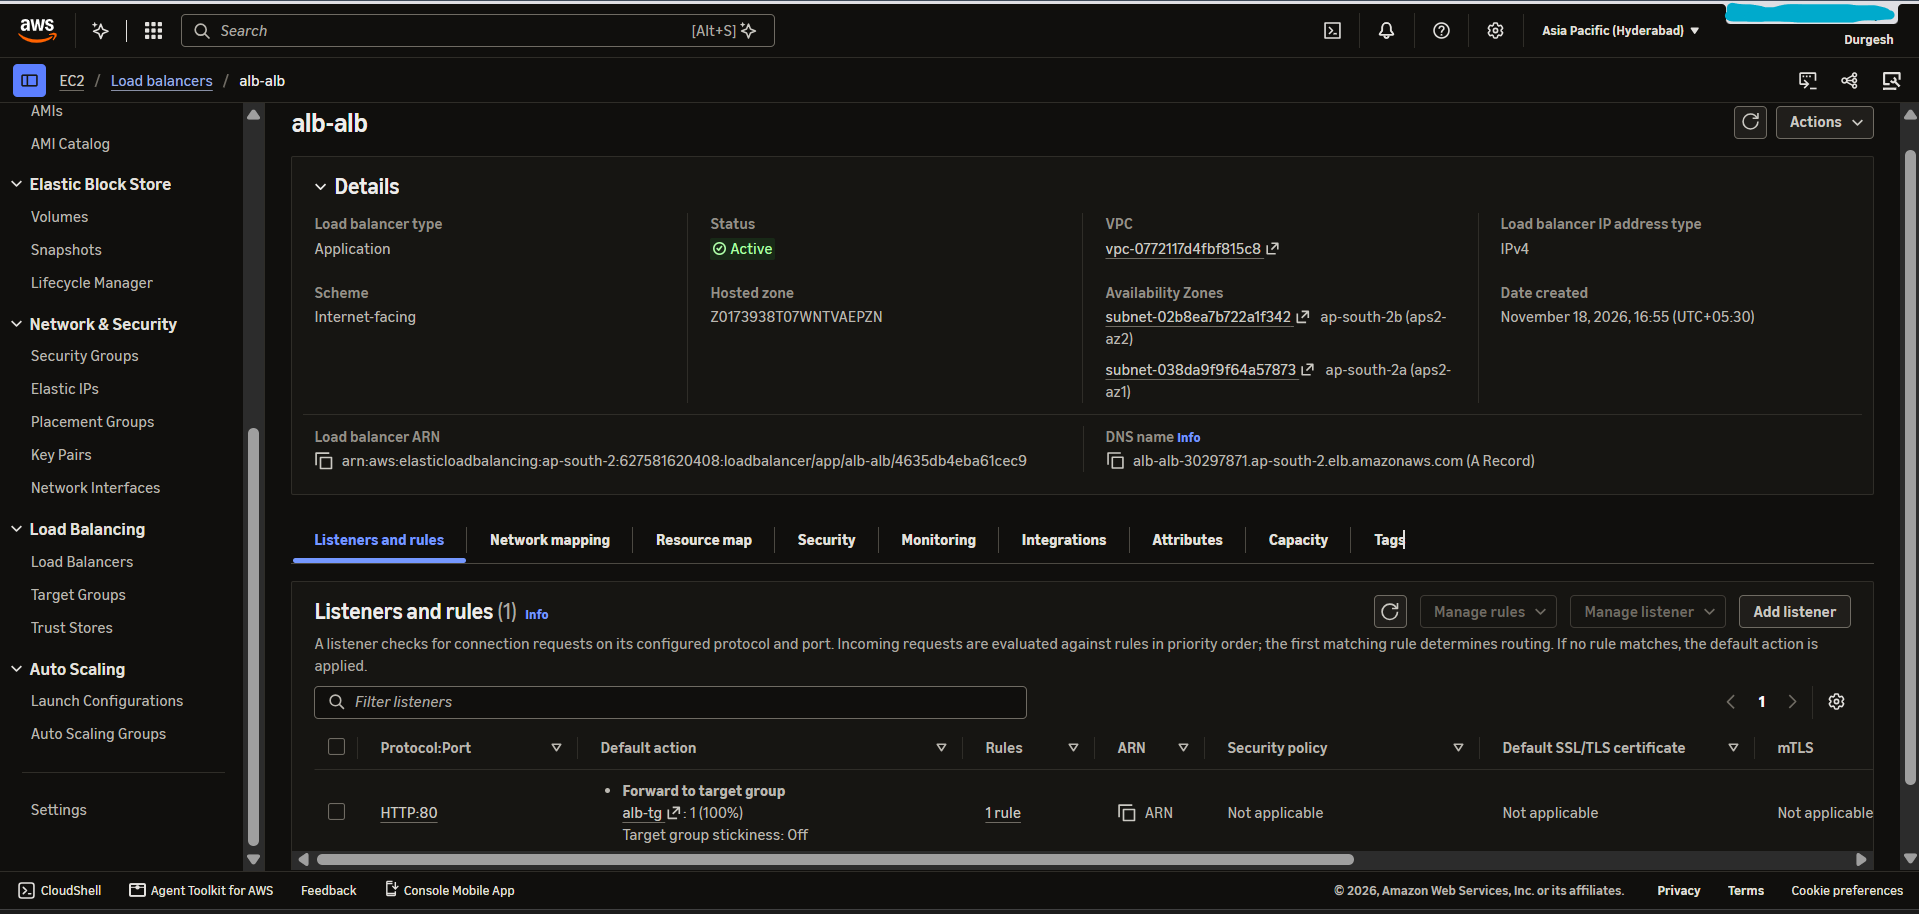 aws
Search [Alt+S]
Asia Pacific (Hyderabad)
Durgesh
EC2 / Load balancers / alb-alb
AMIs
AMI Catalog
Elastic Block Store
Volumes
Snapshots
Lifecycle Manager
Network & Security
Security Groups
Elastic IPs
Placement Groups
Key Pairs
Network Interfaces
Load Balancing
Load Balancers
Target Groups
Trust Stores
Auto Scaling
Launch Configurations
Auto Scaling Groups
Settings
alb-alb
Actions
Details
Load balancer type
Application
Status
Active
VPC
vpc-0772117d4fbf815c8
Load balancer IP address type
IPv4
Scheme
Internet-facing
Hosted zone
Z0173938T07WNTVAEPZN
Availability Zones
subnet-02b8ea7b722a1f342 ap-south-2b (aps2-
az2)
subnet-038da9f9f64a57873 ap-south-2a (aps2-
az1)
Date created
November 18, 2026, 16:55 (UTC+05:30)
Load balancer ARN
arn:aws:elasticloadbalancing:ap-south-2:627581620408:loadbalancer/app/alb-alb/4635db4eba61cec9
DNS name Info
alb-alb-30297871.ap-south-2.elb.amazonaws.com (A Record)
Listeners and rules Network mapping Resource map Security Monitoring Integrations Attributes Capacity Tags
Listeners and rules (1) Info
Manage rules Manage listener Add listener
A listener checks for connection requests on its configured protocol and port. Incoming requests are evaluated against rules in priority order; the first matching rule determines routing. If no rule matches, the default action is
applied.
Filter listeners
1
Protocol:Port Default action Rules ARN Security policy Default SSL/TLS certificate mTLS
• Forward to target group
HTTP:80 alb-tg : 1 (100%) 1 rule ARN Not applicable Not applicable Not applicable
Target group stickiness: Off
CloudShell Agent Toolkit for AWS Feedback Console Mobile App
© 2026, Amazon Web Services, Inc. or its affiliates. Privacy Terms Cookie preferences